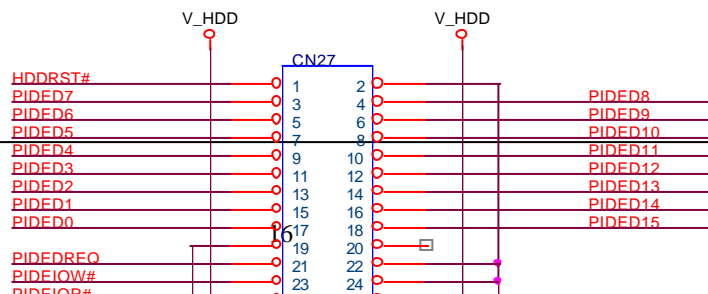 V_HDD V_HDD
CN27
HDDRST# 1 2
PIDED7 3 4 PIDED8
PIDED6 5 6 PIDED9
PIDED5 7 8 PIDED10
PIDED4 9 10 PIDED11
PIDED3 11 12 PIDED12
PIDED2 13 14 PIDED13
PIDED1 15 16 PIDED14
PIDED0 17 18 PIDED15
16
19 20
PIDEDREQ 21 22
PIDEIOW# 23 24
PIDEIOR#